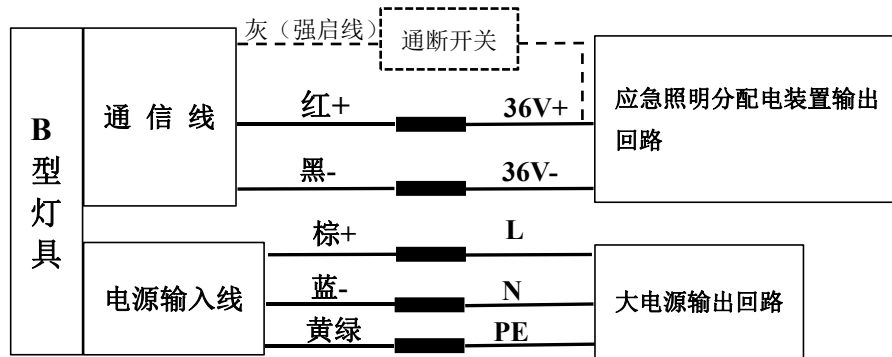 灰（强启线）
通断开关
B
型
灯
具
通 信 线
红+
36V+
应急照明分配电装置输出
回路
黑-
36V-
电源输入线
棕+
L
蓝-
N
黄绿
PE
大电源输出回路